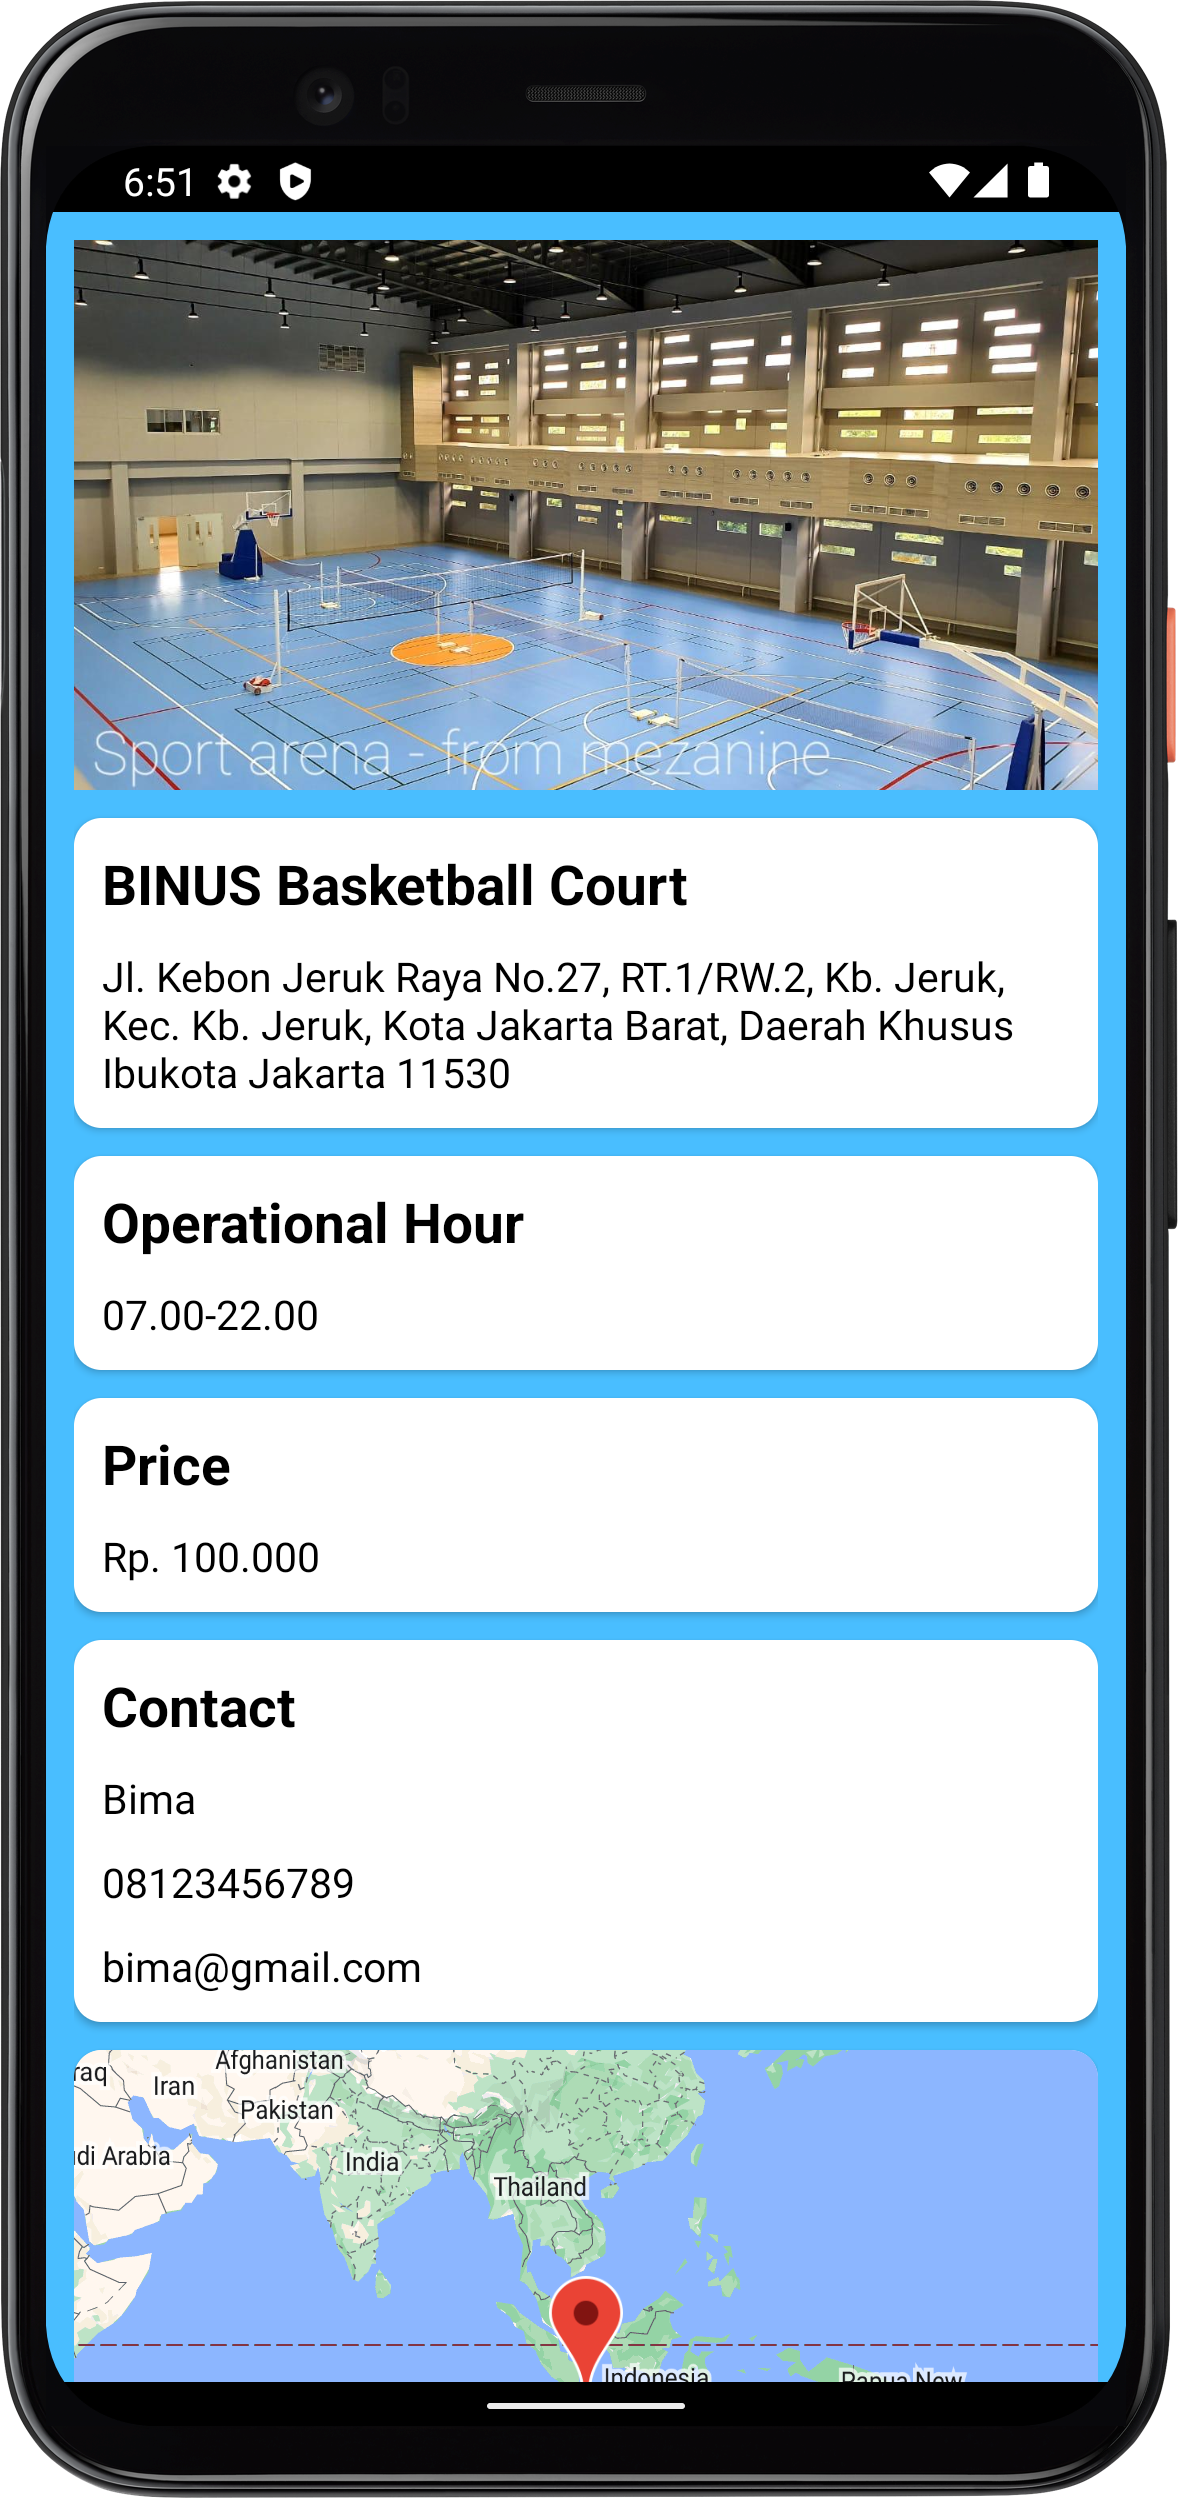 6:51
Sport arena - from mezanine
BINUS Basketball Court
Jl. Kebon Jeruk Raya No.27, RT.1/RW.2, Kb. Jeruk,
Kec. Kb. Jeruk, Kota Jakarta Barat, Daerah Khusus
Ibukota Jakarta 11530
Operational Hour
07.00-22.00
Price
Rp. 100.000
Contact
Bima
08123456789
bima@gmail.com
Afghanistan
raq
Iran
Pakistan
di Arabia
India
Thailand
Indonesia
Papua New